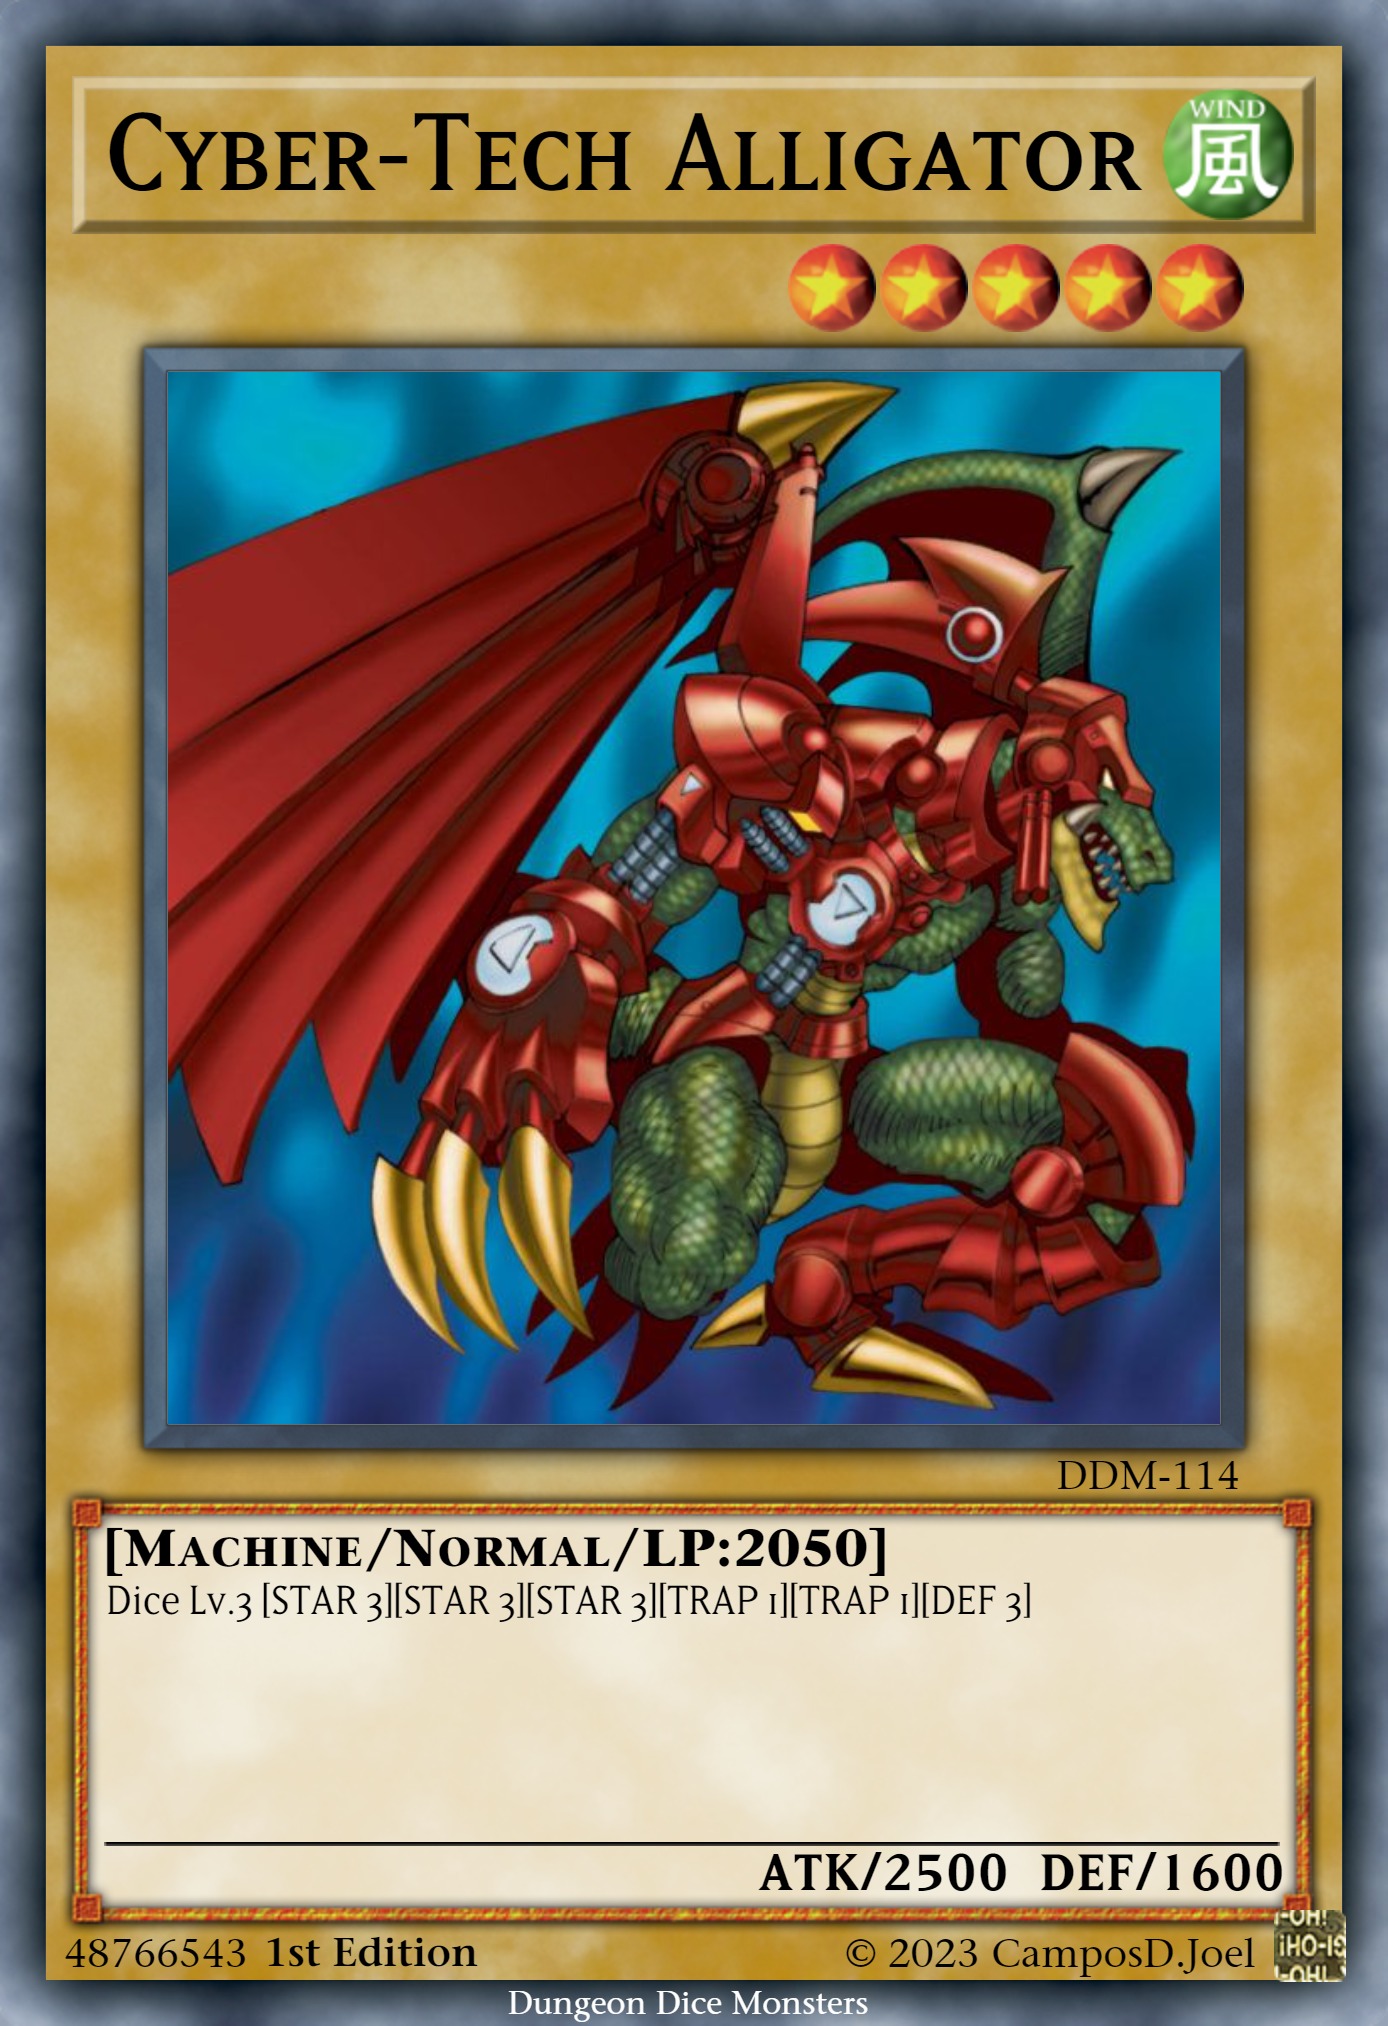 Cyber-Tech Alligator
WIND
風
DDM-114
[Machine/Normal/LP:2050]
Dice Lv.3 [STAR 3][STAR 3][STAR 3][TRAP 1][TRAP 1][DEF 3]
ATK/2500 DEF/1600
48766543 1st Edition
© 2023 CamposD.Joel
Dungeon Dice Monsters